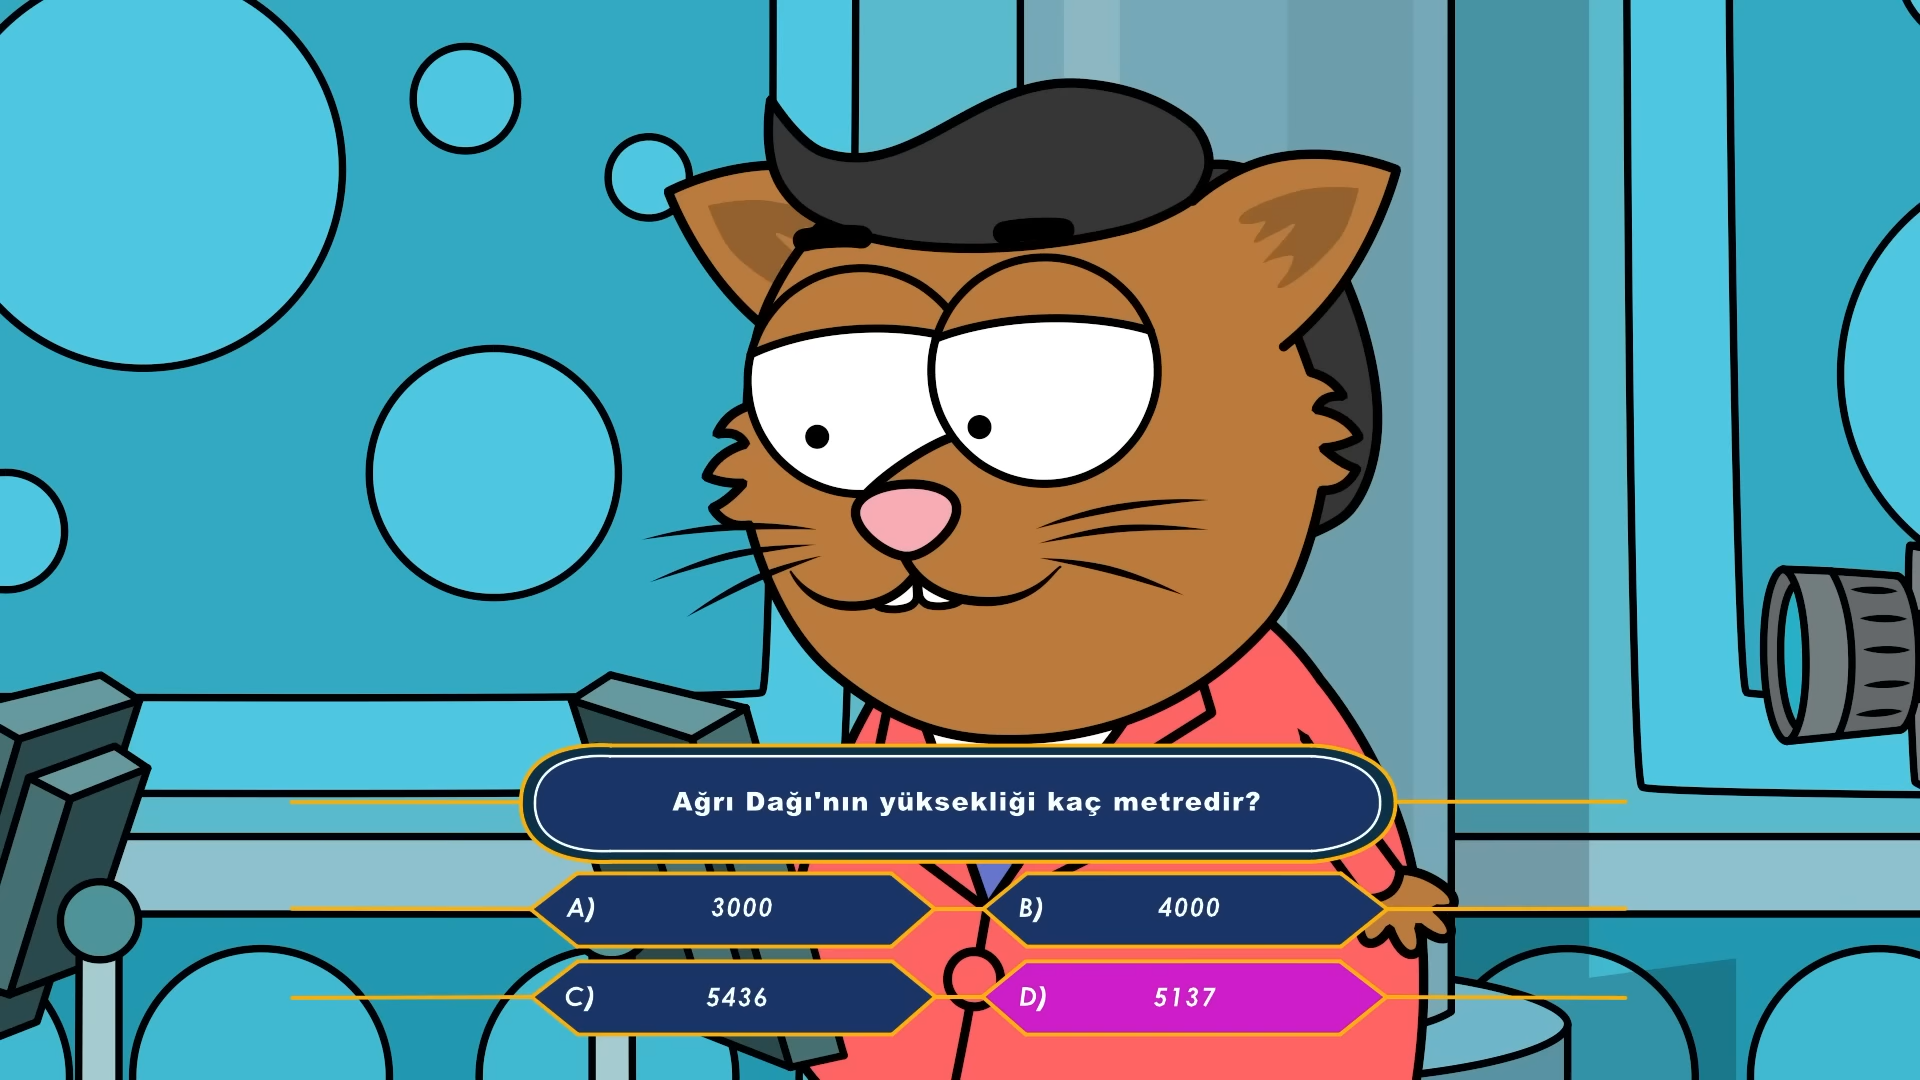 Ağrı Dağı'nın yüksekliği kaç metredir?
A) 3000
B) 4000
C) 5436
D) 5137